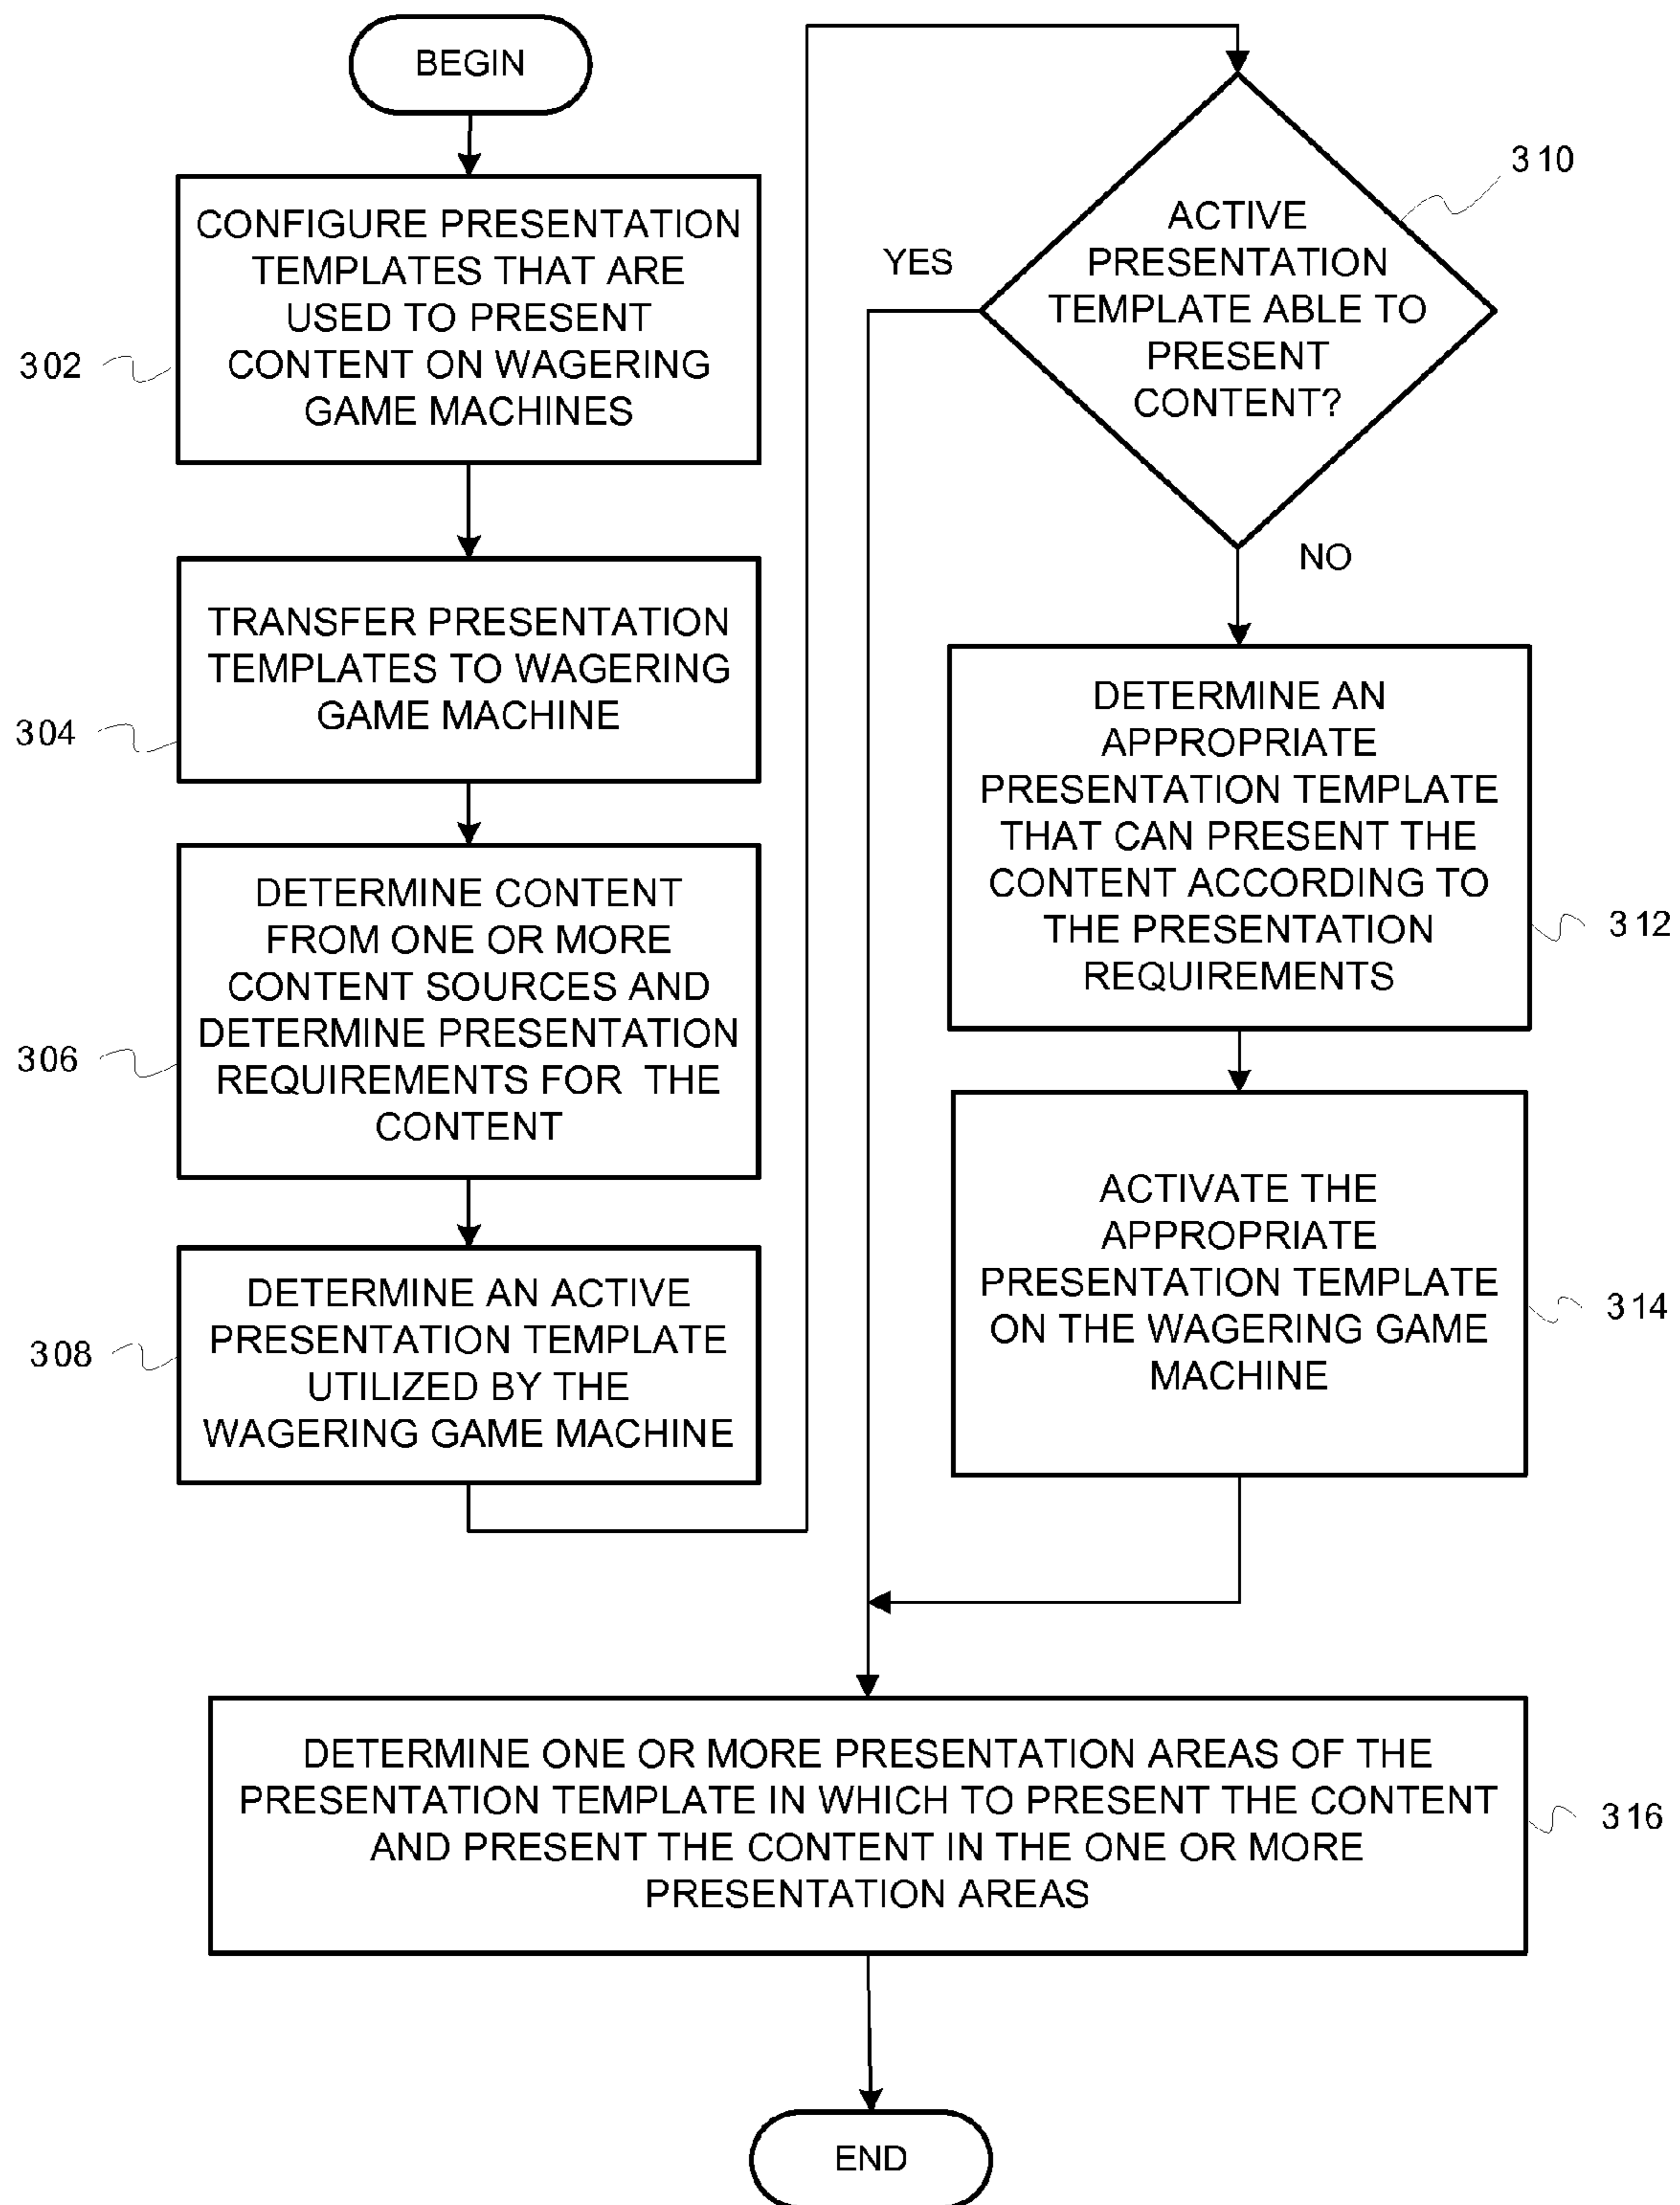 BEGIN
CONFIGURE PRESENTATION
TEMPLATES THAT ARE
USED TO PRESENT
CONTENT ON WAGERING
GAME MACHINES
302
TRANSFER PRESENTATION
TEMPLATES TO WAGERING
GAME MACHINE
304
DETERMINE CONTENT
FROM ONE OR MORE
CONTENT SOURCES AND
DETERMINE PRESENTATION
REQUIREMENTS FOR THE
CONTENT
306
DETERMINE AN ACTIVE
PRESENTATION TEMPLATE
UTILIZED BY THE
WAGERING GAME MACHINE
308
310
ACTIVE
PRESENTATION
TEMPLATE ABLE TO
PRESENT
CONTENT?
YES
NO
DETERMINE AN
APPROPRIATE
PRESENTATION TEMPLATE
THAT CAN PRESENT THE
CONTENT ACCORDING TO
THE PRESENTATION
REQUIREMENTS
312
ACTIVATE THE
APPROPRIATE
PRESENTATION TEMPLATE
ON THE WAGERING GAME
MACHINE
314
DETERMINE ONE OR MORE PRESENTATION AREAS OF THE
PRESENTATION TEMPLATE IN WHICH TO PRESENT THE CONTENT
AND PRESENT THE CONTENT IN THE ONE OR MORE
PRESENTATION AREAS
316
END